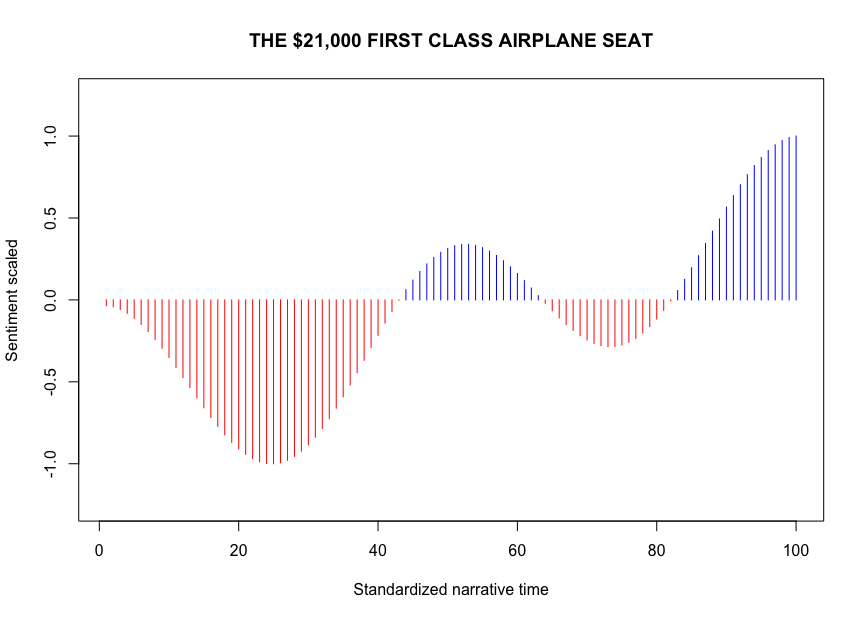 THE $21,000 FIRST CLASS AIRPLANE SEAT
Sentiment scaled
1.0
0.5
0.0
-0.5
-1.0
0 20 40 60 80 100
Standardized narrative time